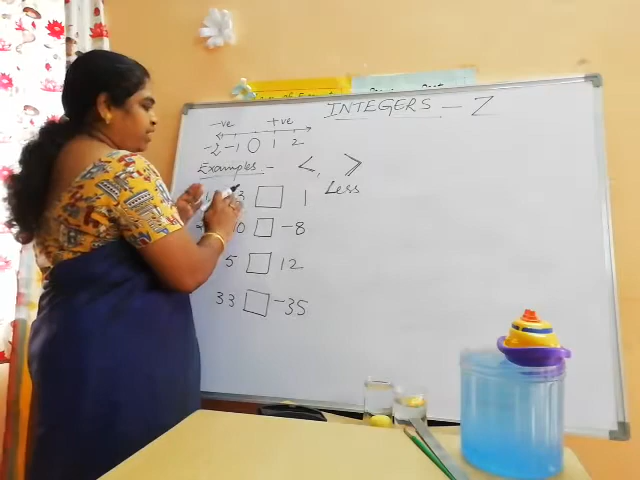 INTEGERS - Z
-ve +ve
-2 -1 0 1 2
Examples - <, >
Less
3 □ 1
0 □ -8
5 □ 12
33 □ -35